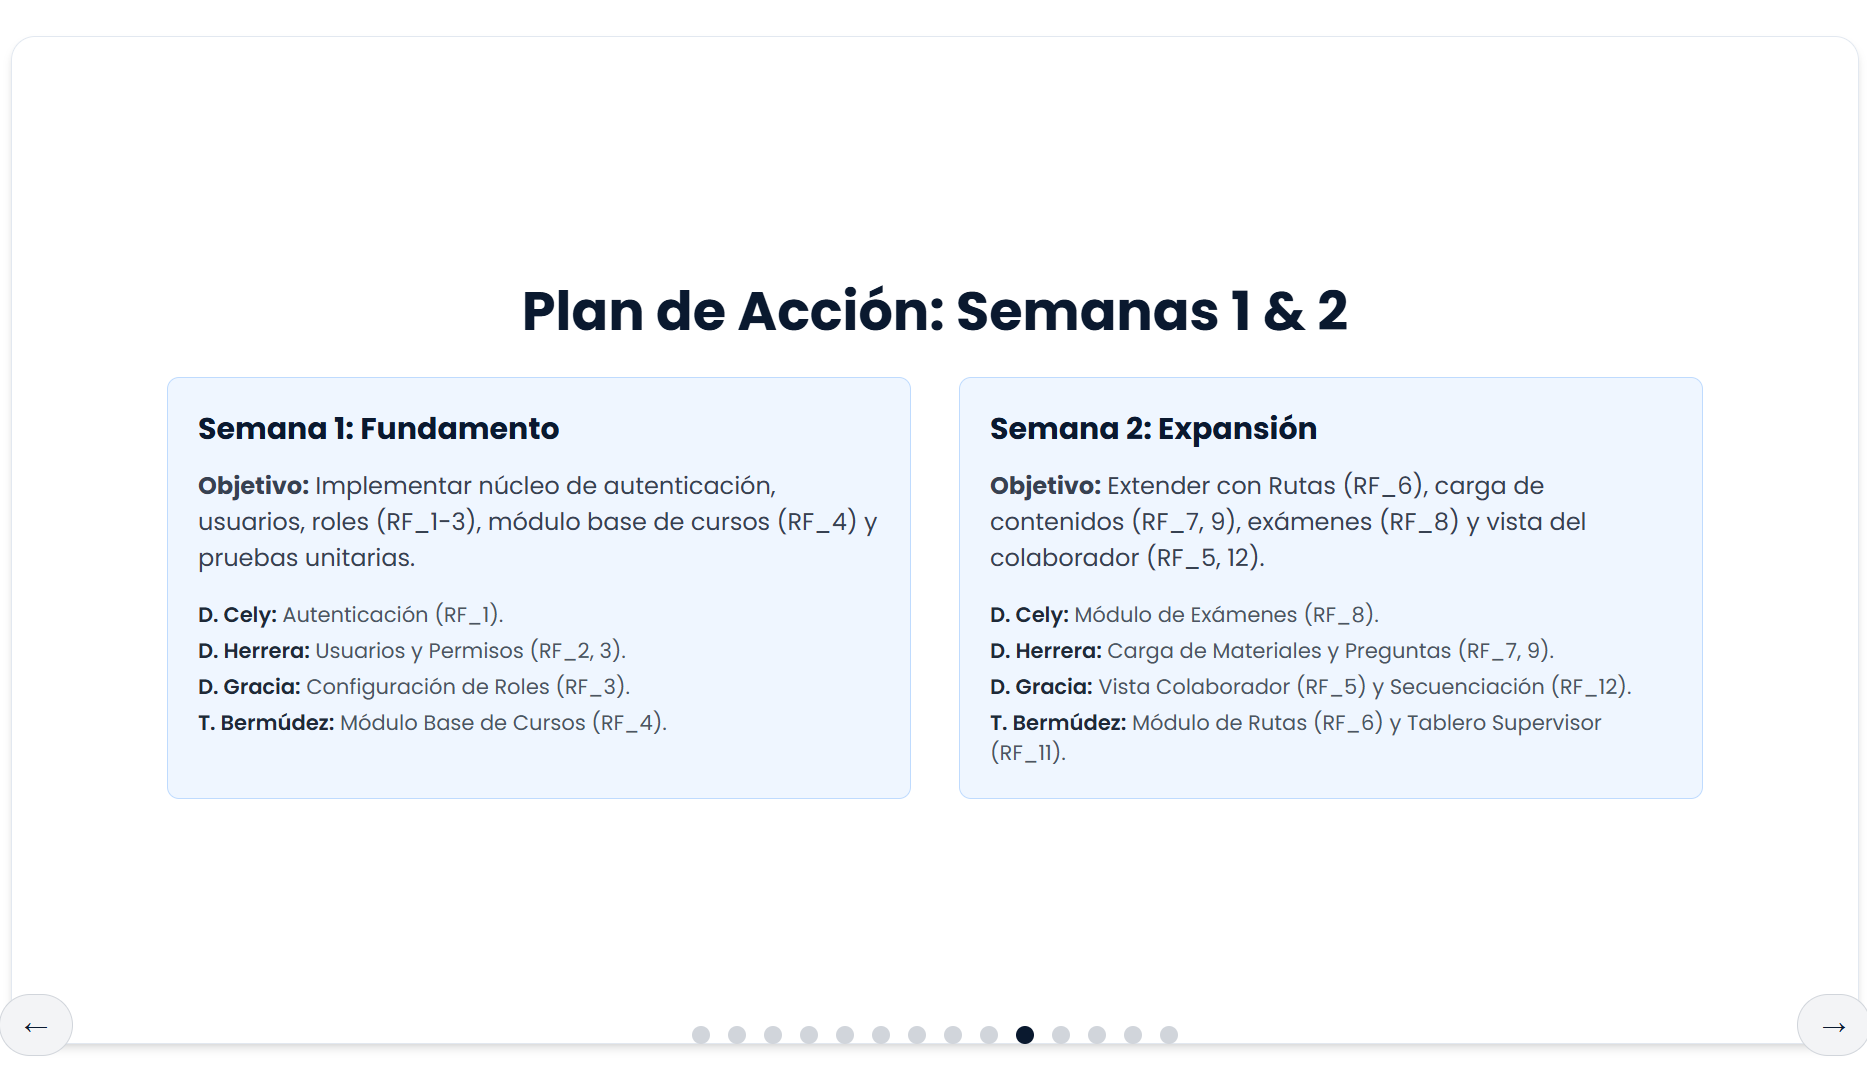 Plan de Acción: Semanas 1 & 2
Semana 1: Fundamento
Objetivo: Implementar núcleo de autenticación,
usuarios, roles (RF_1-3), módulo base de cursos (RF_4) y
pruebas unitarias.
D. Cely: Autenticación (RF_1).
D. Herrera: Usuarios y Permisos (RF_2, 3).
D. Gracia: Configuración de Roles (RF_3).
T. Bermúdez: Módulo Base de Cursos (RF_4).
Semana 2: Expansión
Objetivo: Extender con Rutas (RF_6), carga de
contenidos (RF_7, 9), exámenes (RF_8) y vista del
colaborador (RF_5, 12).
D. Cely: Módulo de Exámenes (RF_8).
D. Herrera: Carga de Materiales y Preguntas (RF_7, 9).
D. Gracia: Vista Colaborador (RF_5) y Secuenciación (RF_12).
T. Bermúdez: Módulo de Rutas (RF_6) y Tablero Supervisor
(RF_11).
← →